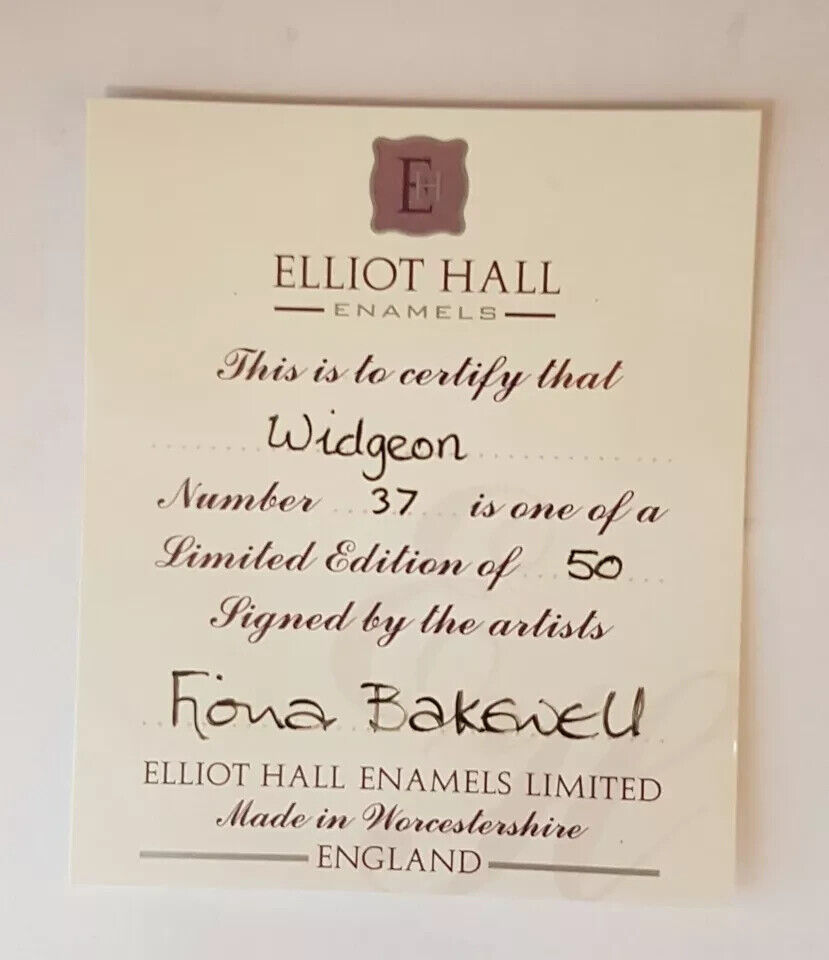 EH
ELLIOT HALL
ENAMELS
This is to certify that
Widgeon
Number 37 is one of a
Limited Edition of 50
Signed by the artists
Fiona Bakewell
ELLIOT HALL ENAMELS LIMITED
Made in Worcestershire
ENGLAND